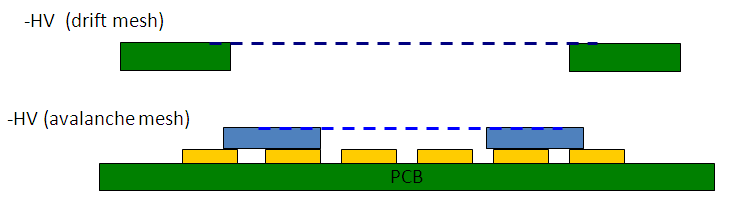 -HV (drift mesh)
-HV (avalanche mesh)
PCB